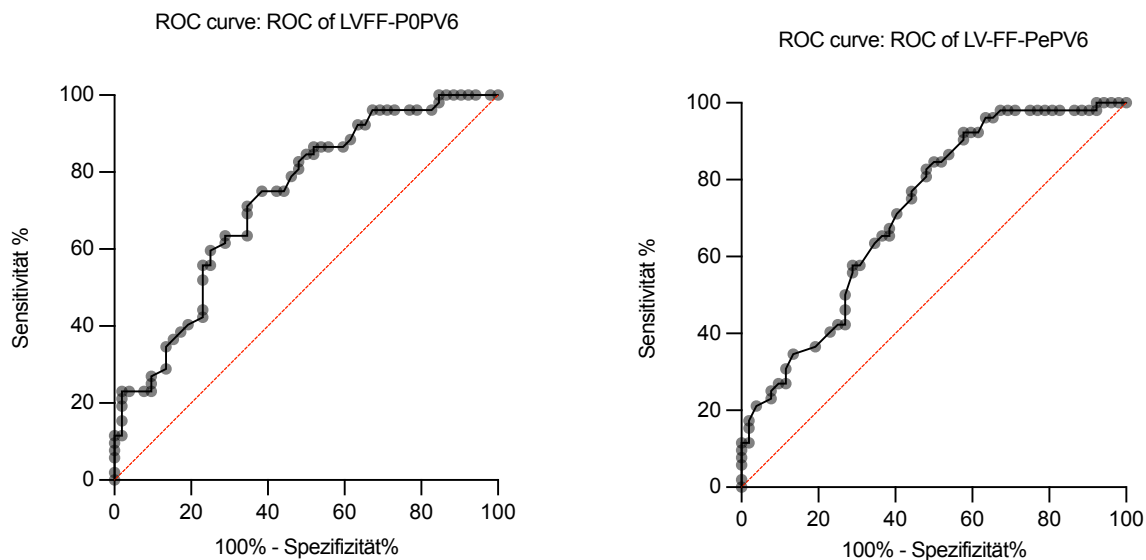 ROC curve: ROC of LVFF-P0PV6
100
80
60
40
20
0
Sensitivität %
0 20 40 60 80 100
100% - Spezifizität%
ROC curve: ROC of LV-FF-PePV6
100
80
60
40
20
0
Sensitivität %
0 20 40 60 80 100
100% - Spezifizität%